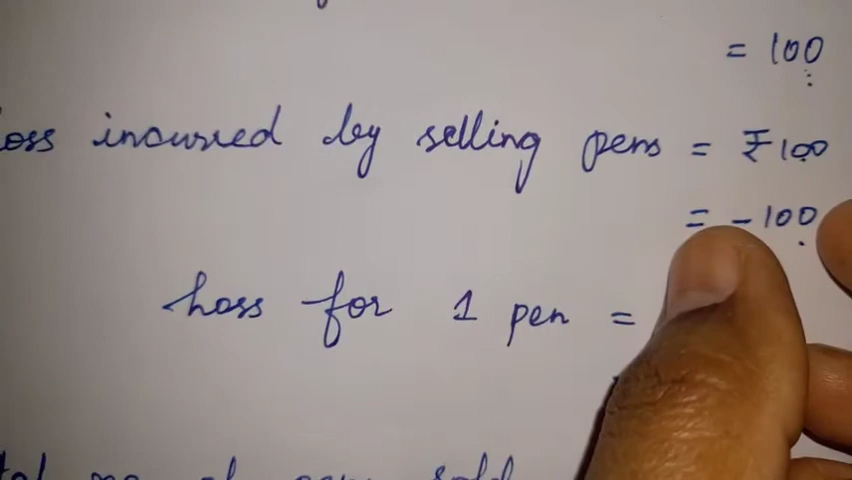 = 100
loss incurred by selling pens = ₹100
= -100
Loss for 1 pen =